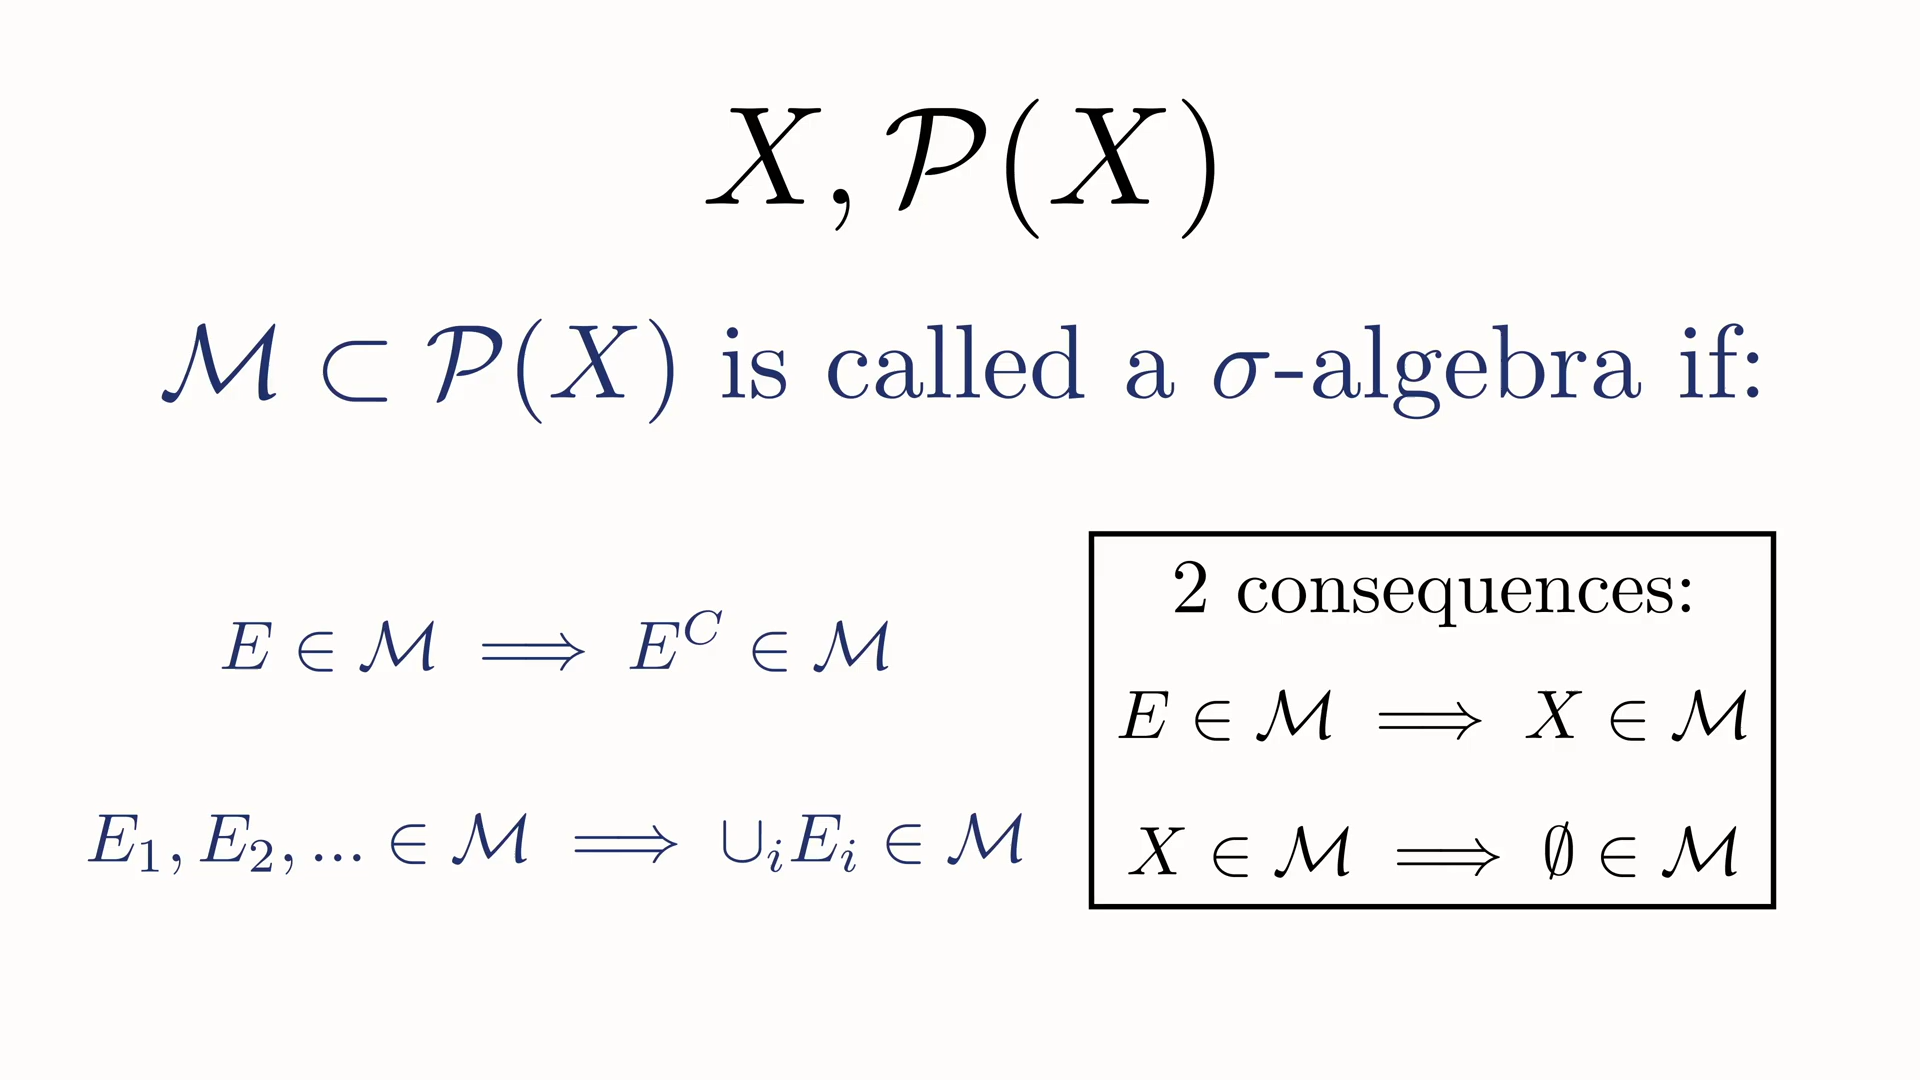 X, 𝒫(X)
ℳ ⊂ 𝒫(X) is called a σ-algebra if:
E ∈ ℳ ⟹ E^C ∈ ℳ
E₁, E₂, ... ∈ ℳ ⟹ ∪ᵢEᵢ ∈ ℳ
2 consequences:
E ∈ ℳ ⟹ X ∈ ℳ
X ∈ ℳ ⟹ ∅ ∈ ℳ